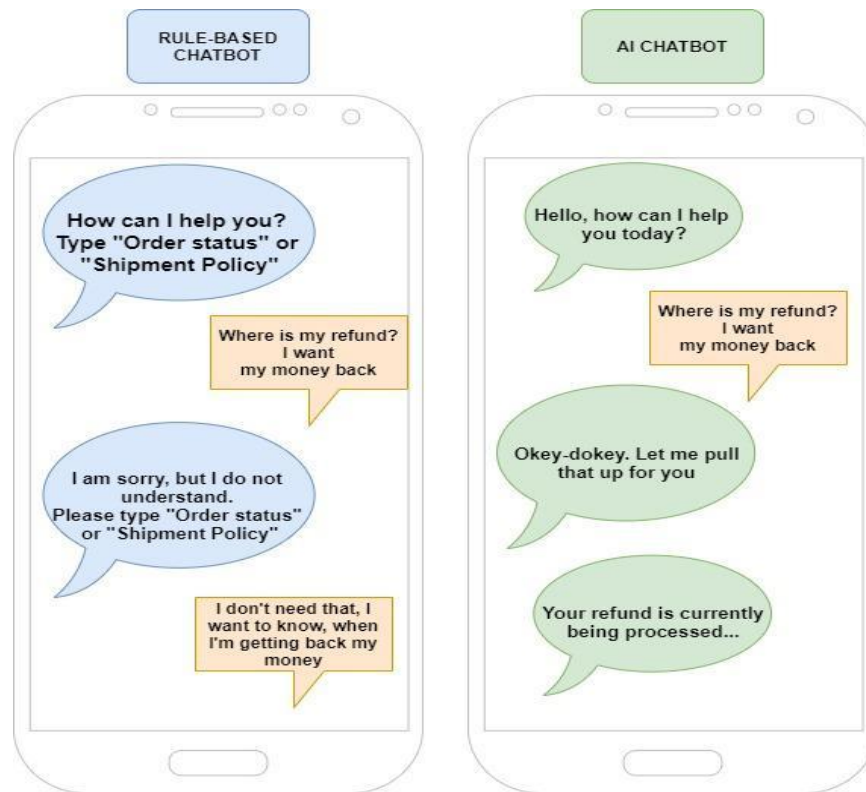 RULE-BASED
CHATBOT
How can I help you?
Type "Order status" or
"Shipment Policy"
Where is my refund?
I want
my money back
I am sorry, but I do not
understand.
Please type "Order status"
or "Shipment Policy"
I don't need that, I
want to know, when
I'm getting back my
money
AI CHATBOT
Hello, how can I help
you today?
Where is my refund?
I want
my money back
Okey-dokey. Let me pull
that up for you
Your refund is currently
being processed...